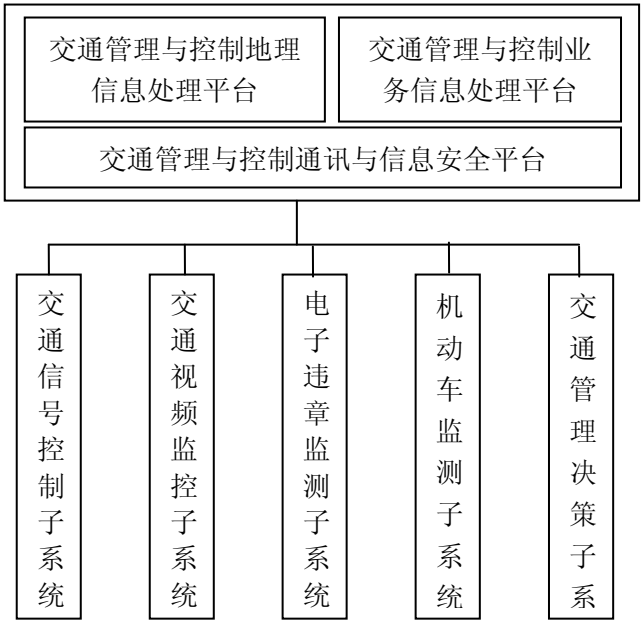 交通管理与控制地理
信息处理平台
交通管理与控制业
务信息处理平台
交通管理与控制通讯与信息安全平台
交通信号控制子系统
交通视频监控子系统
电子违章监测子系统
机动车监测子系统
交通管理决策子系